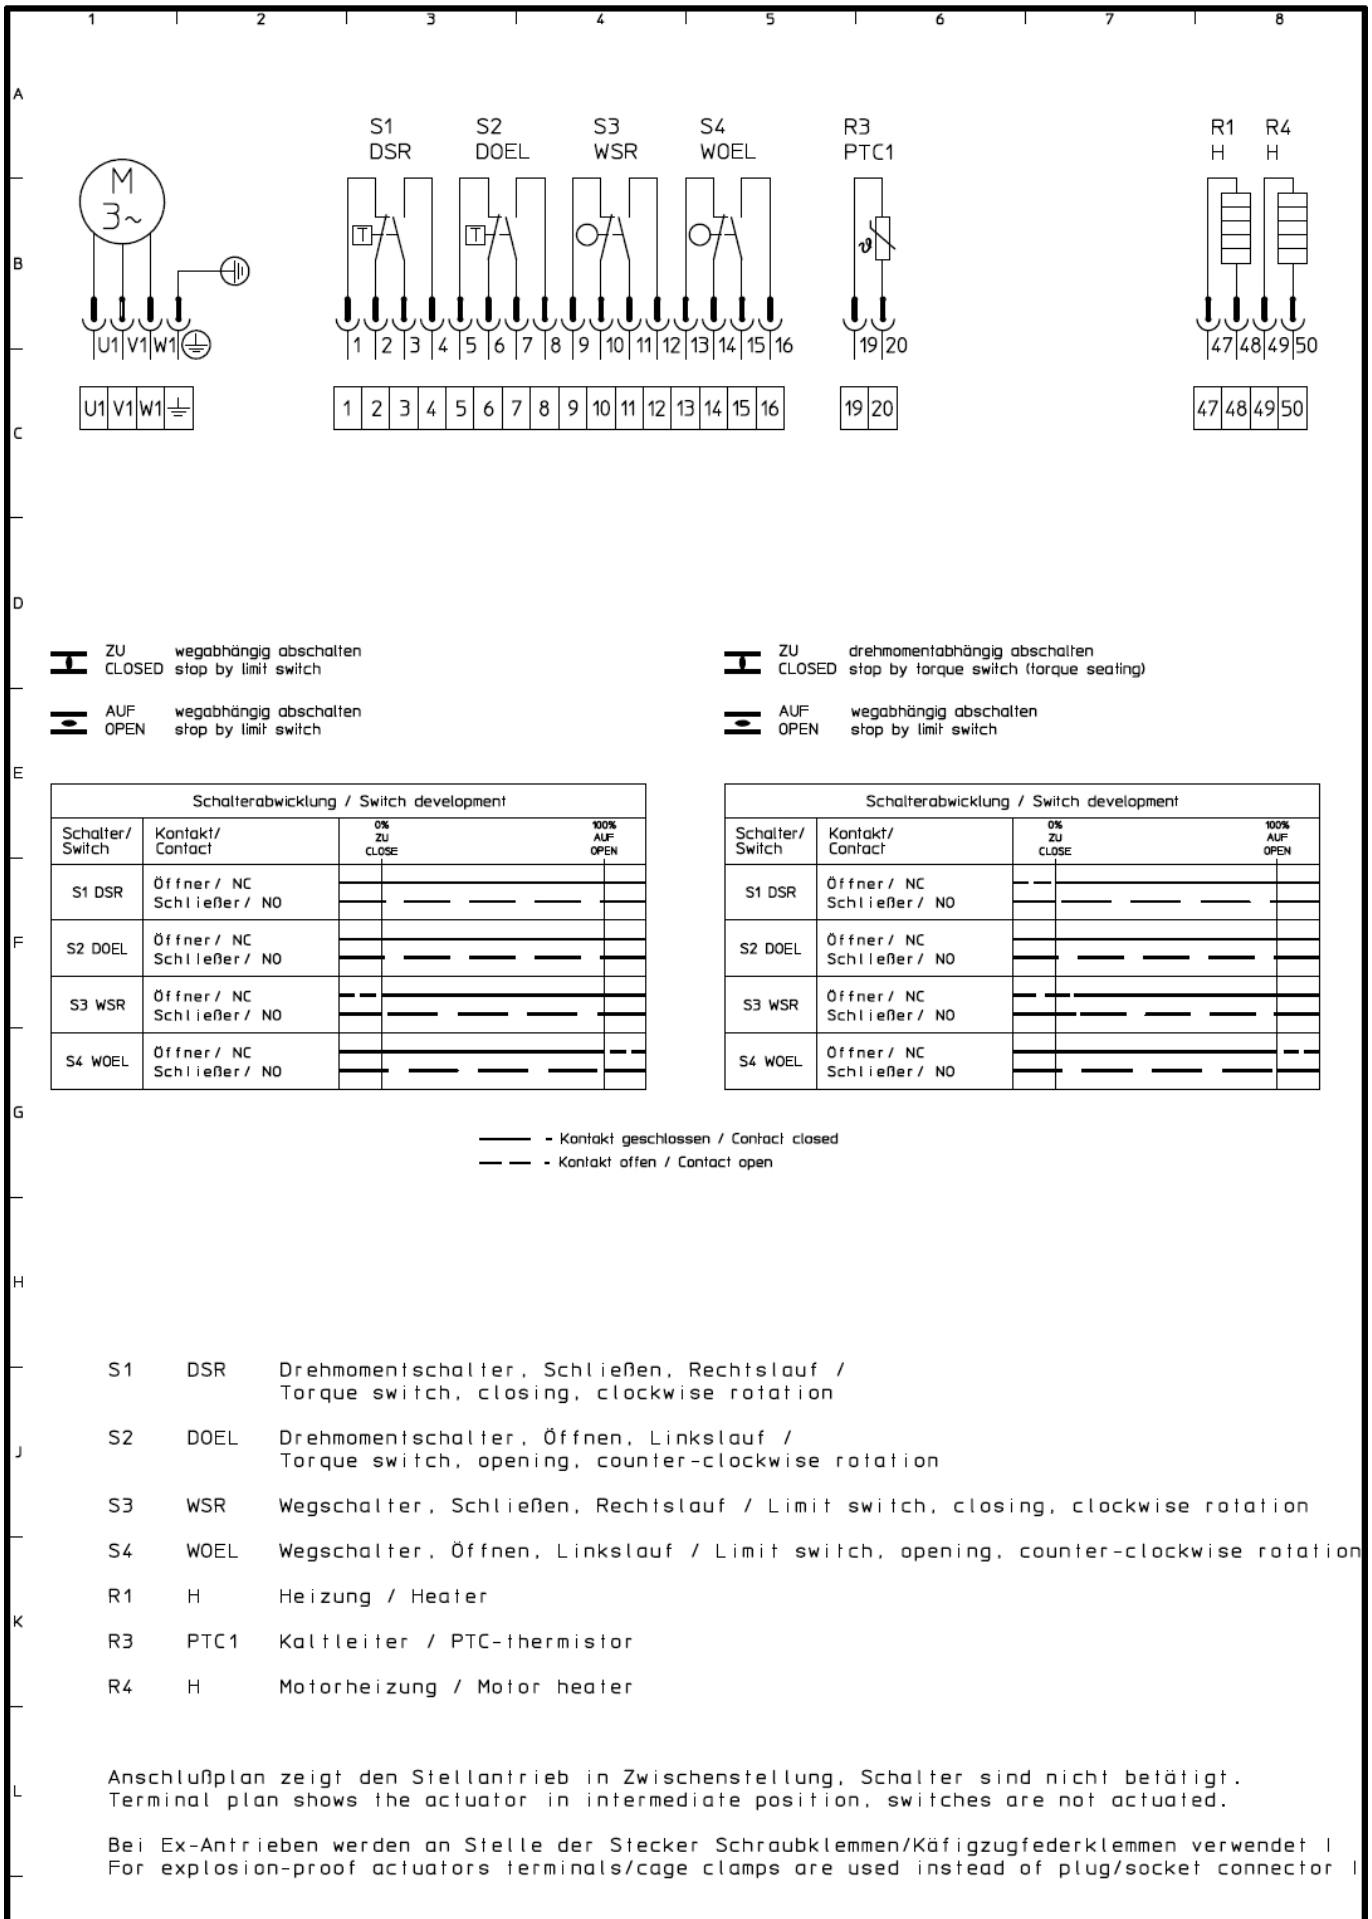 1 2 3 4 5 6 7 8
A
S1 S2 S3 S4 R3 R1 R4
DSR DOEL WSR WOEL PTC1 H H
M
3~
T T ϑ
B
U1 V1 W1 1 2 3 4 5 6 7 8 9 10 11 12 13 14 15 16 19 20 47 48 49 50
U1 V1 W1 1 2 3 4 5 6 7 8 9 10 11 12 13 14 15 16 19 20 47 48 49 50
C
D
ZU wegabhängig abschalten
CLOSED stop by limit switch
AUF wegabhängig abschalten
OPEN stop by limit switch
ZU drehmomentabhängig abschalten
CLOSED stop by torque switch (torque seating)
AUF wegabhängig abschalten
OPEN stop by limit switch
E
Schalterabwicklung / Switch development
Schalter/ Kontakt/ 0% 100%
Switch Contact ZU AUF
CLOSE OPEN
S1 DSR Öffner/ NC
Schließer/ NO
S2 DOEL Öffner/ NC
Schließer/ NO
S3 WSR Öffner/ NC
Schließer/ NO
S4 WOEL Öffner/ NC
Schließer/ NO
Schalterabwicklung / Switch development
Schalter/ Kontakt/ 0% 100%
Switch Contact ZU AUF
CLOSE OPEN
S1 DSR Öffner/ NC
Schließer/ NO
S2 DOEL Öffner/ NC
Schließer/ NO
S3 WSR Öffner/ NC
Schließer/ NO
S4 WOEL Öffner/ NC
Schließer/ NO
F
G
- Kontakt geschlossen / Contact closed
- Kontakt offen / Contact open
H
S1 DSR Drehmomentschalter, Schließen, Rechtslauf /
Torque switch, closing, clockwise rotation
S2 DOEL Drehmomentschalter, Öffnen, Linkslauf /
J
Torque switch, opening, counter-clockwise rotation
S3 WSR Wegschalter, Schließen, Rechtslauf / Limit switch, closing, clockwise rotation
S4 WOEL Wegschalter, Öffnen, Linkslauf / Limit switch, opening, counter-clockwise rotation
R1 H Heizung / Heater
K
R3 PTC1 Kaltleiter / PTC-thermistor
R4 H Motorheizung / Motor heater
Anschlußplan zeigt den Stellantrieb in Zwischenstellung, Schalter sind nicht betätigt.
L
Terminal plan shows the actuator in intermediate position, switches are not actuated.
Bei Ex-Antrieben werden an Stelle der Stecker Schraubklemmen/Käfigzugfederklemmen verwendet !
For explosion-proof actuators terminals/cage clamps are used instead of plug/socket connector !